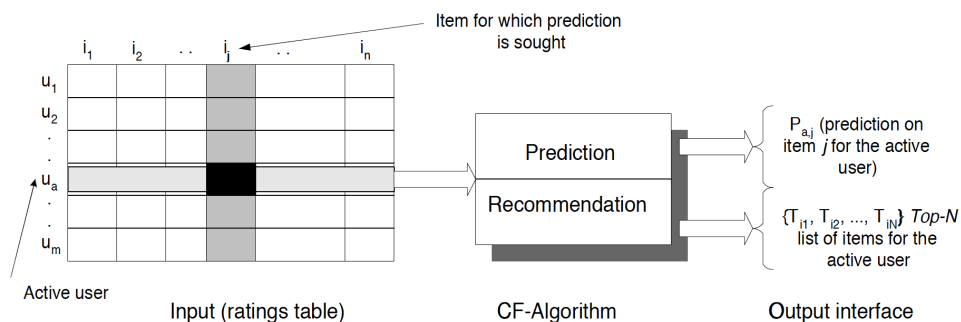 Item for which prediction
is sought
i1 i2 . . ij . . in
u1
u2
.
.
ua
.
.
um
Active user
Input (ratings table)
Prediction
Recommendation
CF-Algorithm
Pa,j (prediction on
item j for the active
user)
{Ti1, Ti2, ..., TiN} Top-N
list of items for the
active user
Output interface